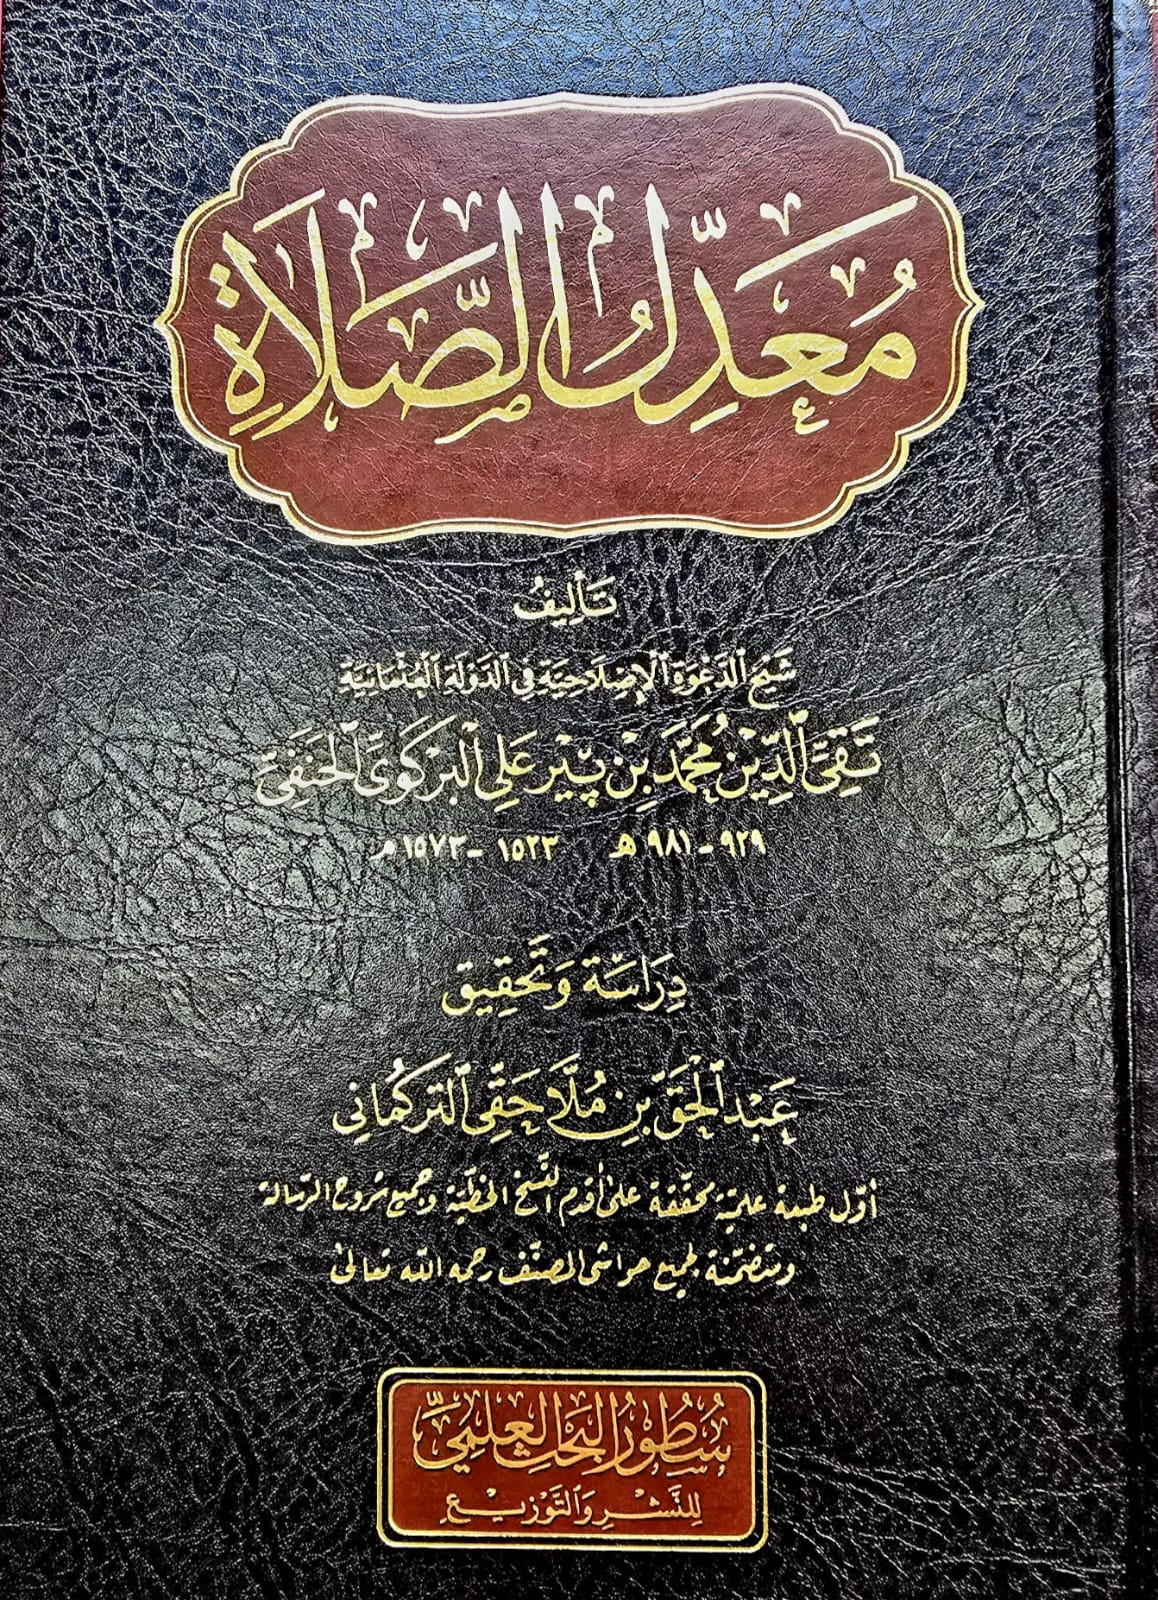 معدل الصلاة
تأليف
شيخ الدعوة الإصلاحية في الدولة العثمانية
تقي الدين محمد بن پير علي البركوي الحنفي
٩٢٩ - ٩٨١ هـ ١٥٢٣ - ١٥٧٣ م
دراسة وتحقيق
عبد الحق بن ملا حقي التركماني
أول طبعة علمية محققة على أقدم النسخ الخطية وجميع شروح الرسالة
ومتضمنة لجميع حواشي المصنف رحمه الله تعالى
سطور البحث العلمي
للنشر والتوزيع